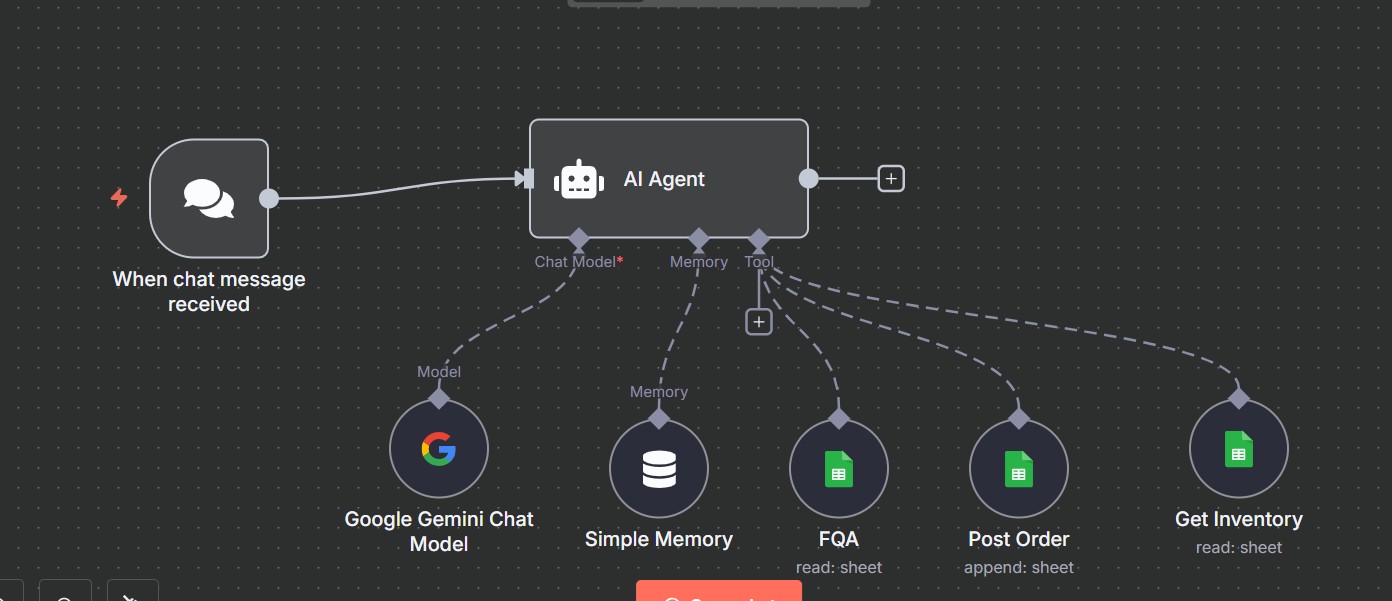 AI Agent
Chat Model*
Memory
Tool
When chat message
received
Model
Memory
Google Gemini Chat
Model
Simple Memory
FQA
read: sheet
Post Order
append: sheet
Get Inventory
read: sheet